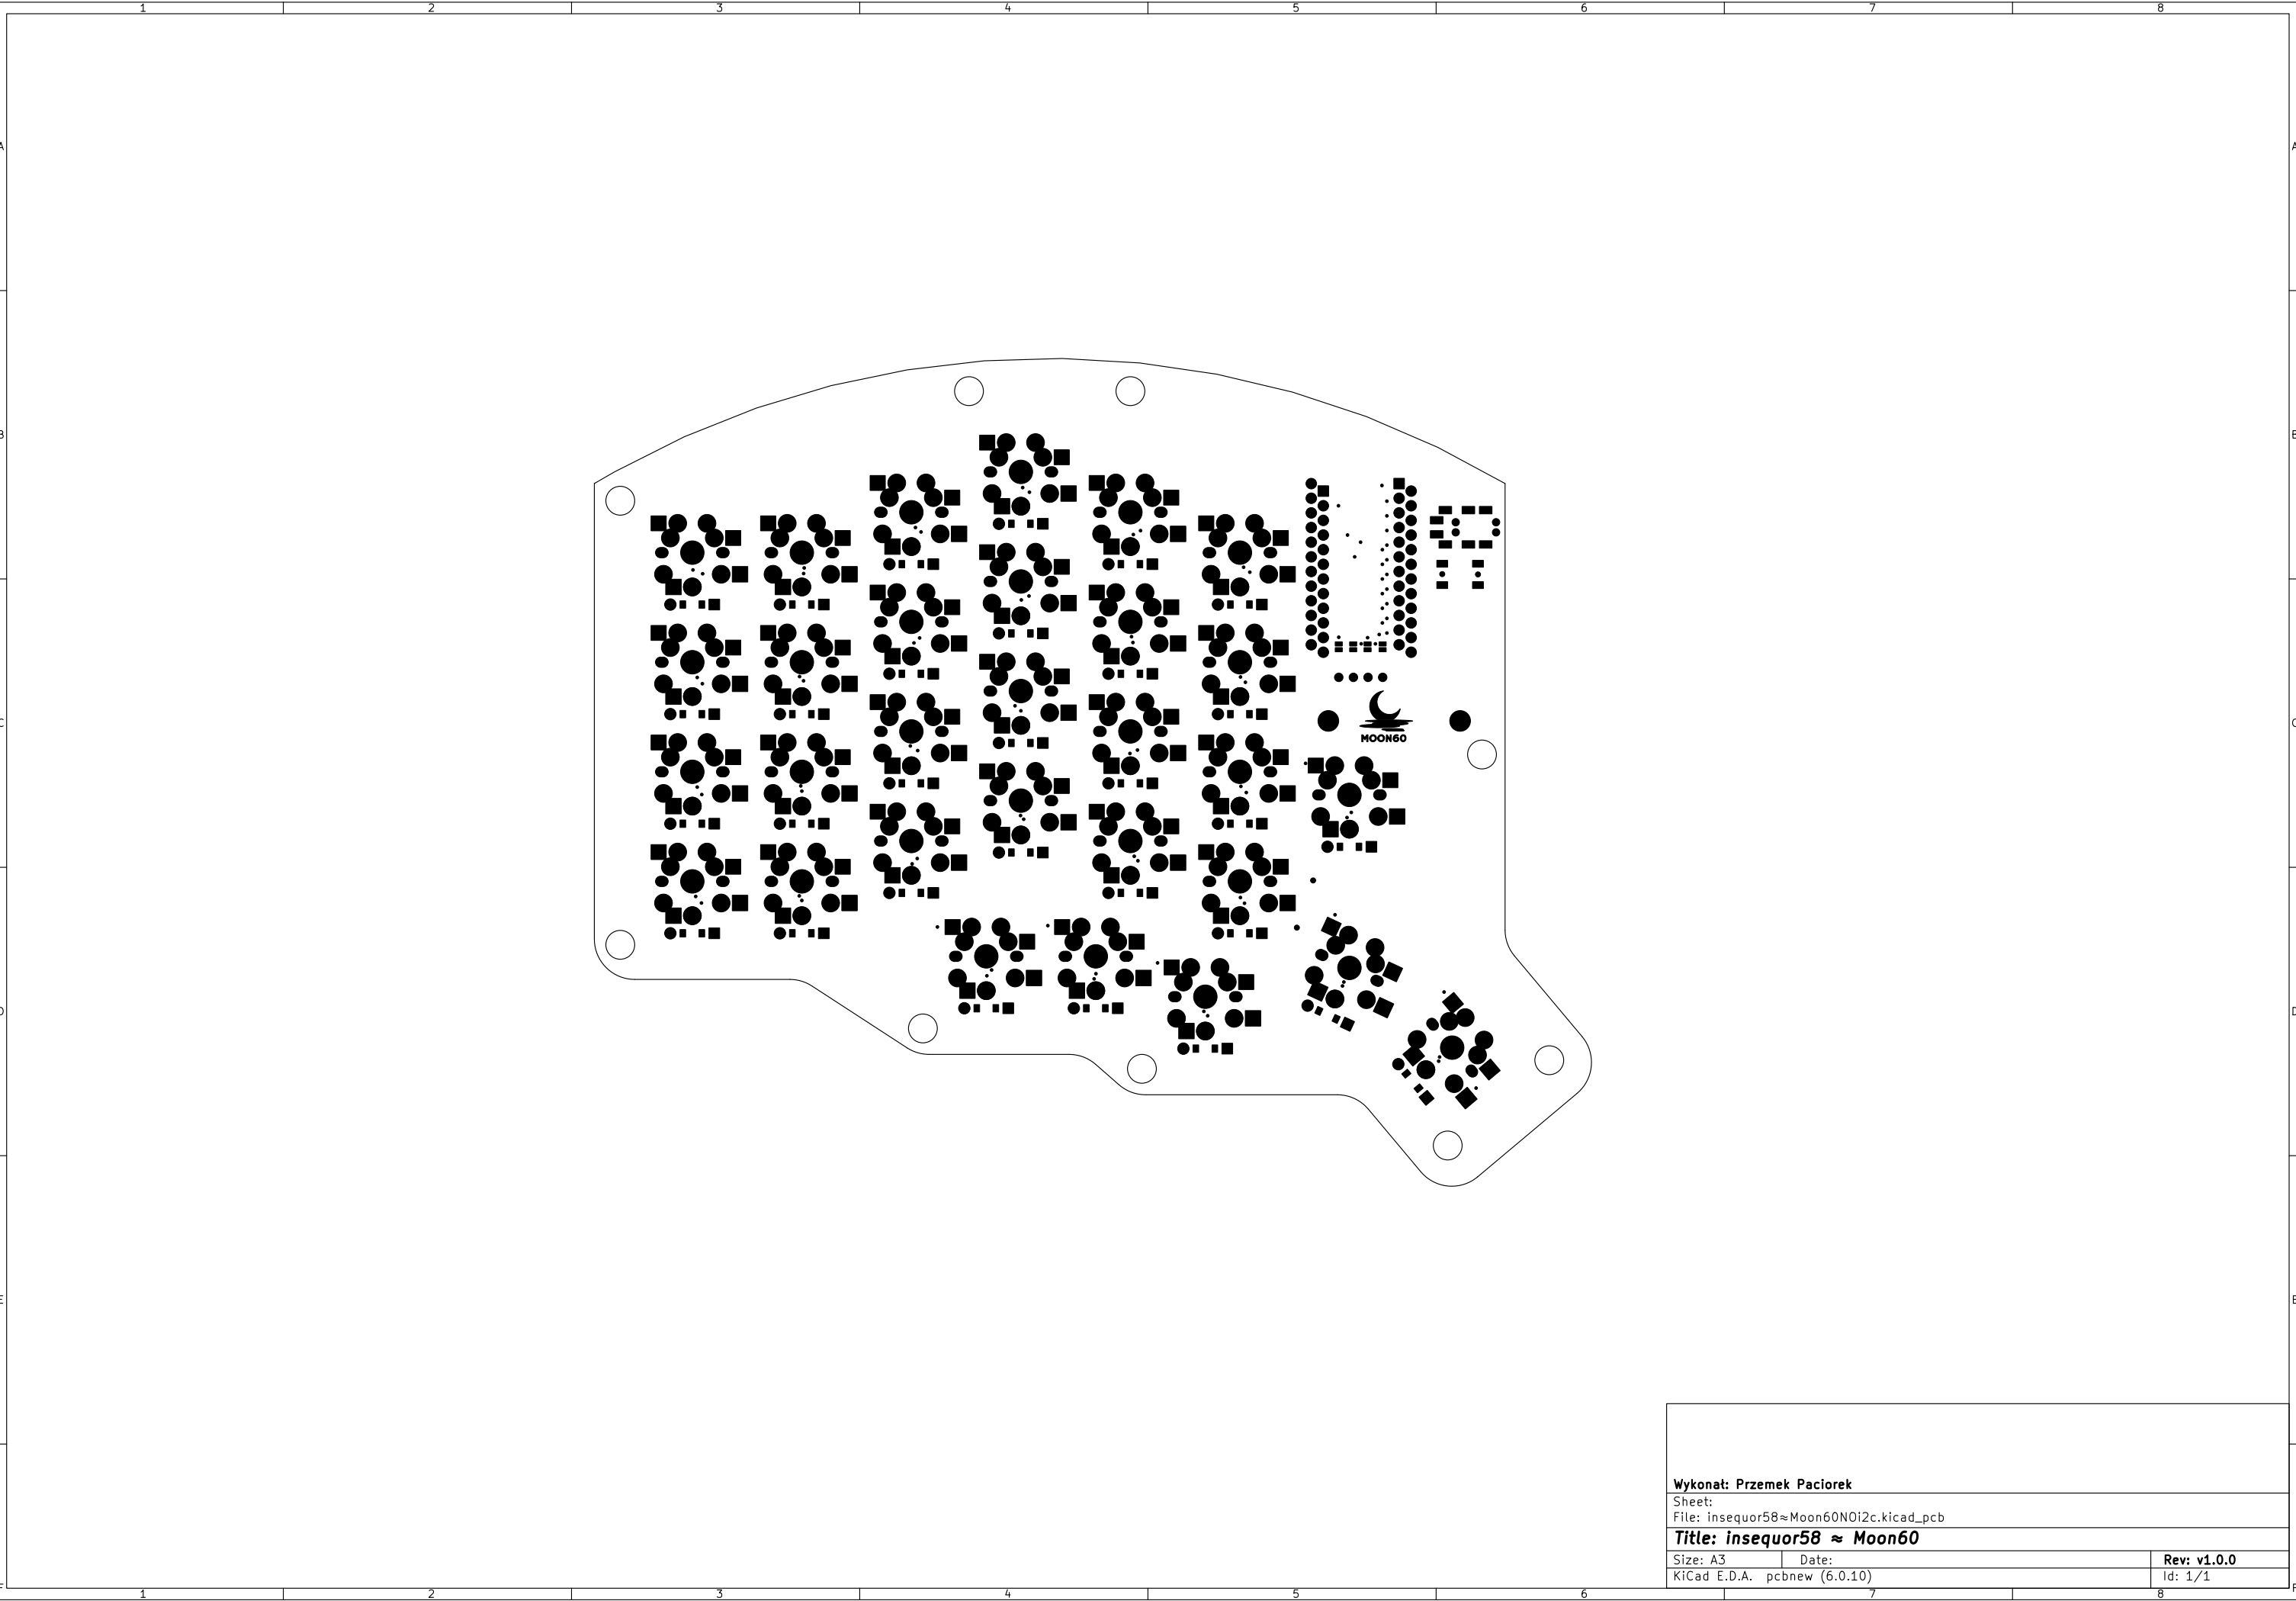 1 2 3 4 5 6 7 8
A A
B B
C C
MOON60
D D
E E
Wykonał: Przemek Paciorek
Sheet:
File: insequor58≈Moon60NOi2c.kicad_pcb
Title: insequor58 ≈ Moon60
Size: A3 Date: Rev: v1.0.0
KiCad E.D.A. pcbnew (6.0.10) Id: 1/1
F F
1 2 3 4 5 6 7 8